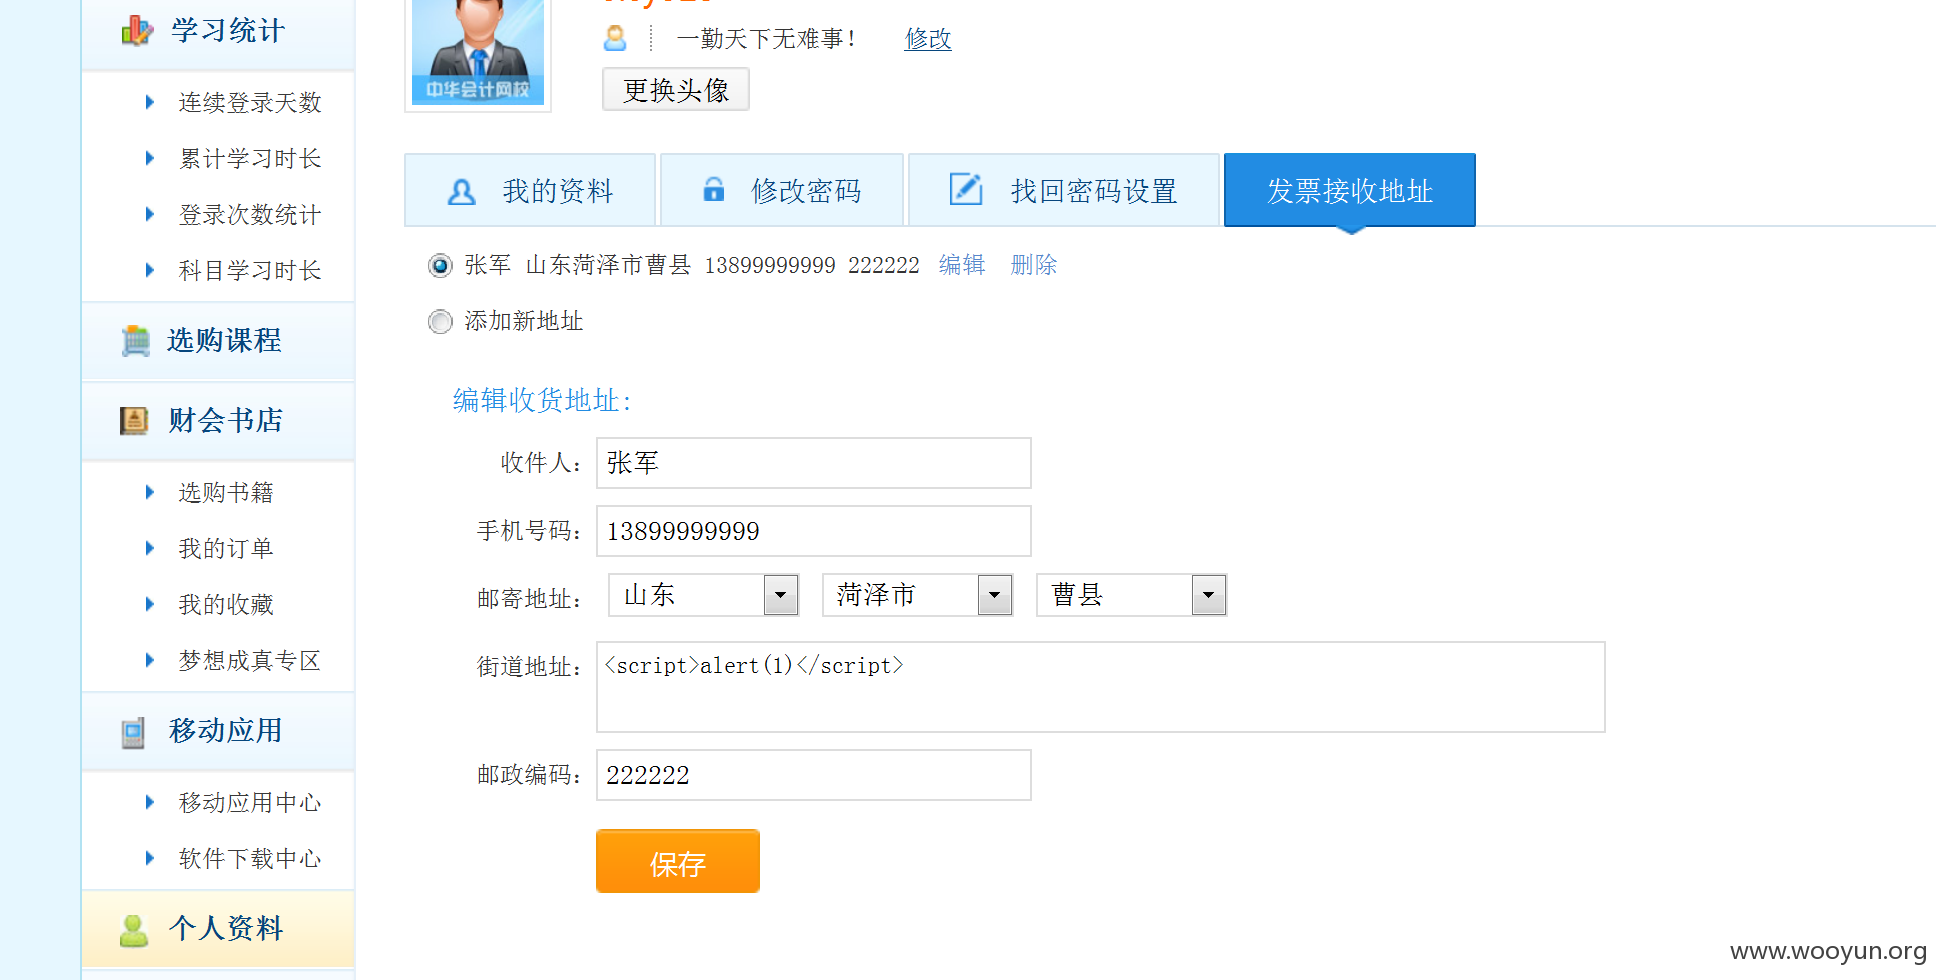 学习统计
连续登录天数
累计学习时长
登录次数统计
科目学习时长
选购课程
财会书店
选购书籍
我的订单
我的收藏
梦想成真专区
移动应用
移动应用中心
软件下载中心
个人资料
中华会计网校
一勤天下无难事! 修改
更换头像
我的资料 修改密码 找回密码设置 发票接收地址
张军 山东菏泽市曹县 13899999999 222222 编辑 删除
添加新地址
编辑收货地址:
收件人: 张军
手机号码: 13899999999
邮寄地址: 山东 菏泽市 曹县
街道地址: <script>alert(1)</script>
邮政编码: 222222
保存
www.wooyun.org